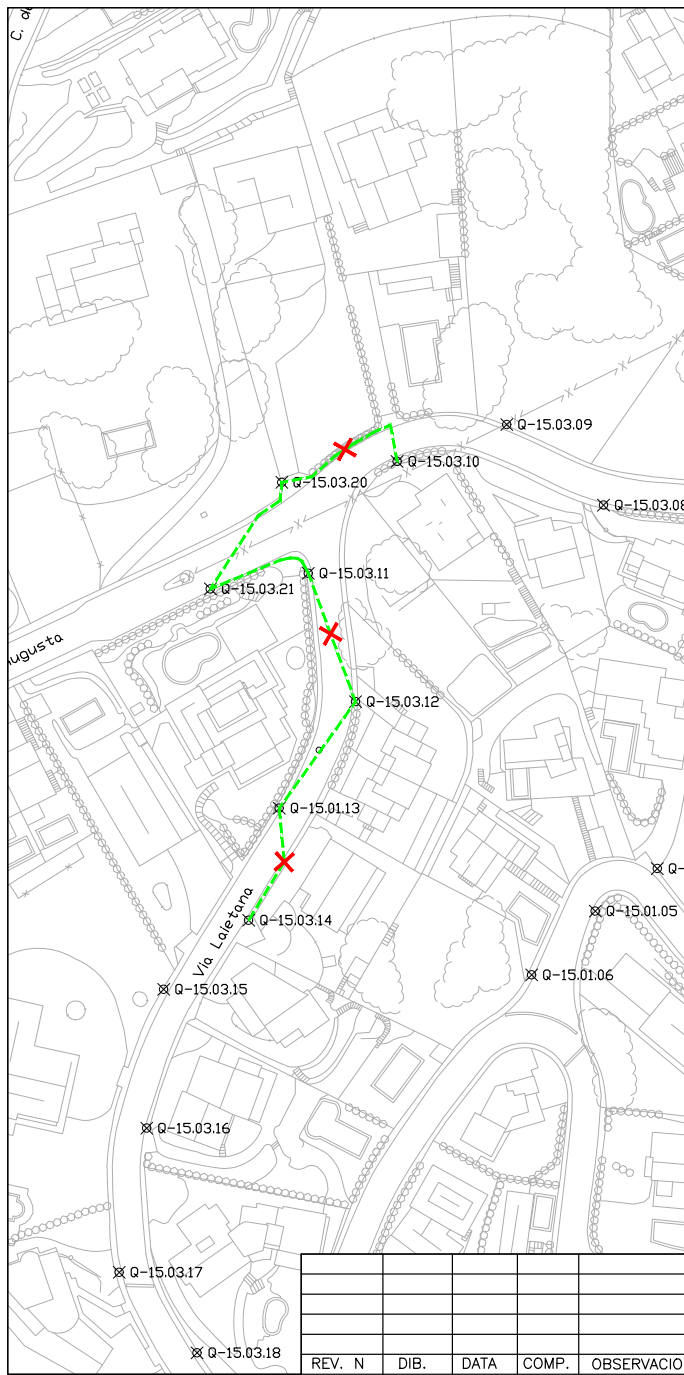 C. de
Q-15.03.09
Q-15.03.10
Q-15.03.20
Q-15.03.08
Q-15.03.11
Q-15.03.21
ugusta
Q-15.03.12
Q-15.01.13
Q-
Via Laietana
Q-15.01.05
Q-15.03.14
Q-15.01.06
Q-15.03.15
Q-15.03.16
Q-15.03.17
Q-15.03.18
REV. N DIB. DATA COMP. OBSERVACIO